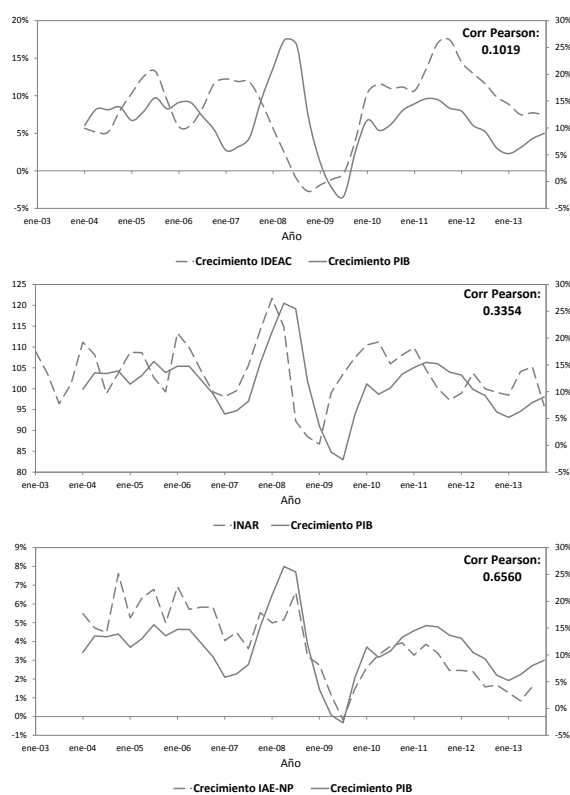 20% 30%
Corr Pearson:
0.1019
15% 25%
20%
10% 15%
5% 10%
5%
0% 0%
-5% -5%
ene-03 ene-04 ene-05 ene-06 ene-07 ene-08 ene-09 ene-10 ene-11 ene-12 ene-13
Año
Crecimiento IDEAC Crecimiento PIB
125 30%
Corr Pearson:
0.3354
120 25%
115
110 20%
105 15%
100 10%
95
90 5%
85 0%
80 -5%
ene-03 ene-04 ene-05 ene-06 ene-07 ene-08 ene-09 ene-10 ene-11 ene-12 ene-13
Año
INAR Crecimiento PIB
9% 30%
Corr Pearson:
0.6560
8% 25%
7%
6% 20%
5% 15%
4%
3% 10%
2% 5%
1%
0% 0%
-1% -5%
ene-03 ene-04 ene-05 ene-06 ene-07 ene-08 ene-09 ene-10 ene-11 ene-12 ene-13
Año
Crecimiento IAE-NP Crecimiento PIB